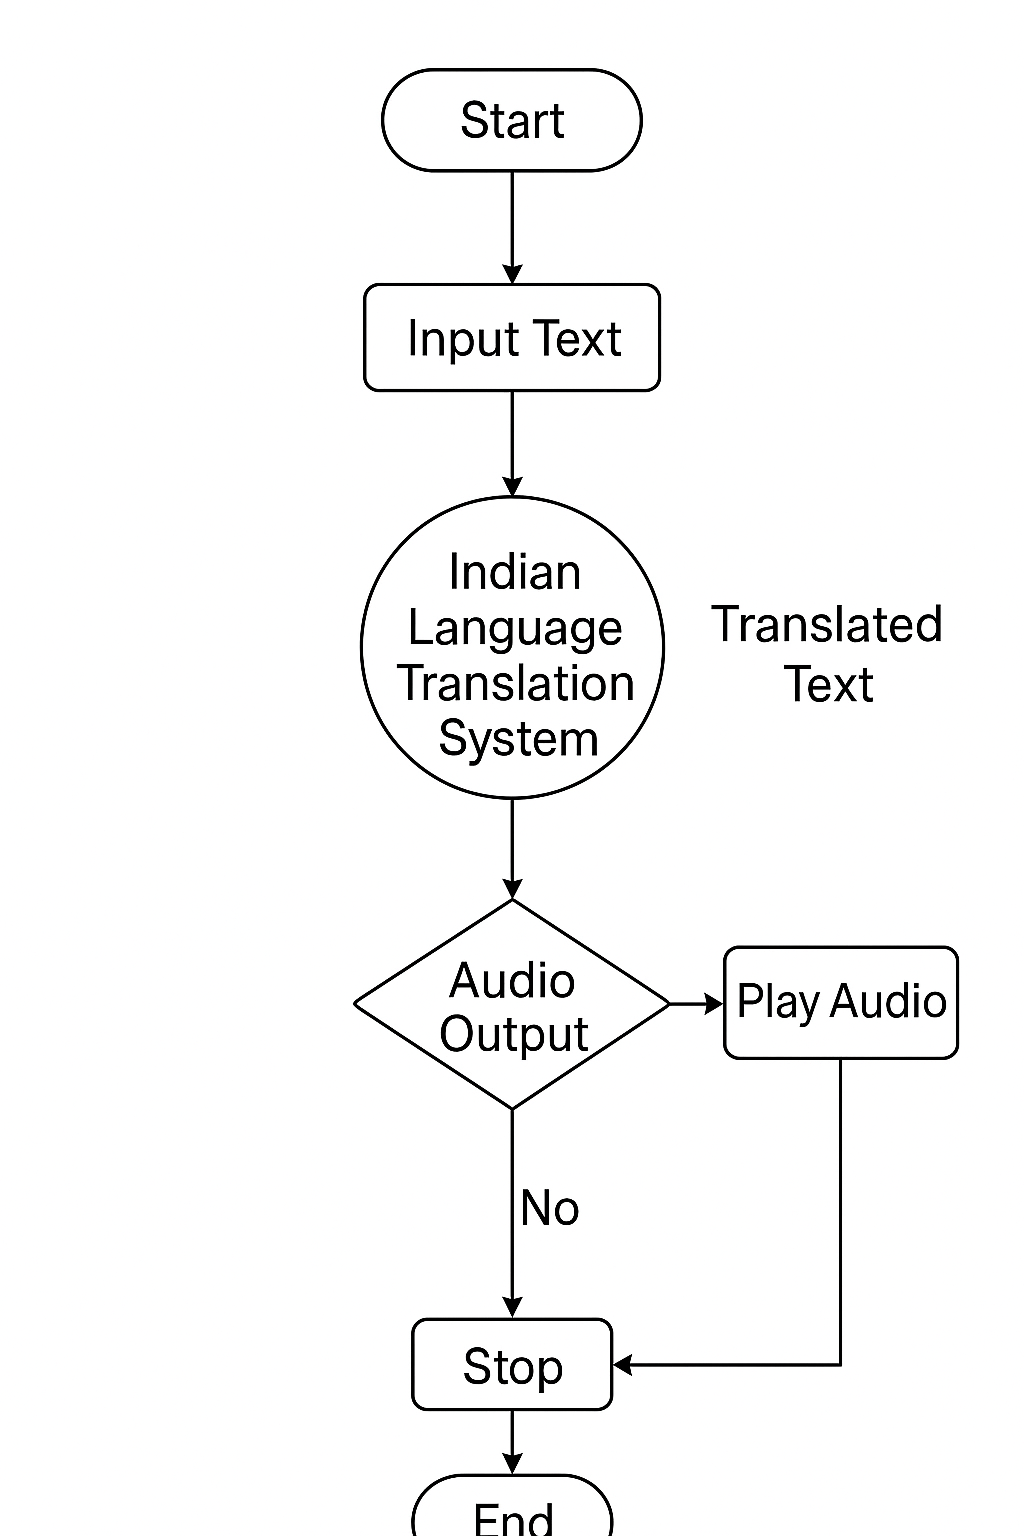 Start
Input Text
Indian
Language
Translation
System
Translated
Text
Audio
Output
Play Audio
No
Stop
End